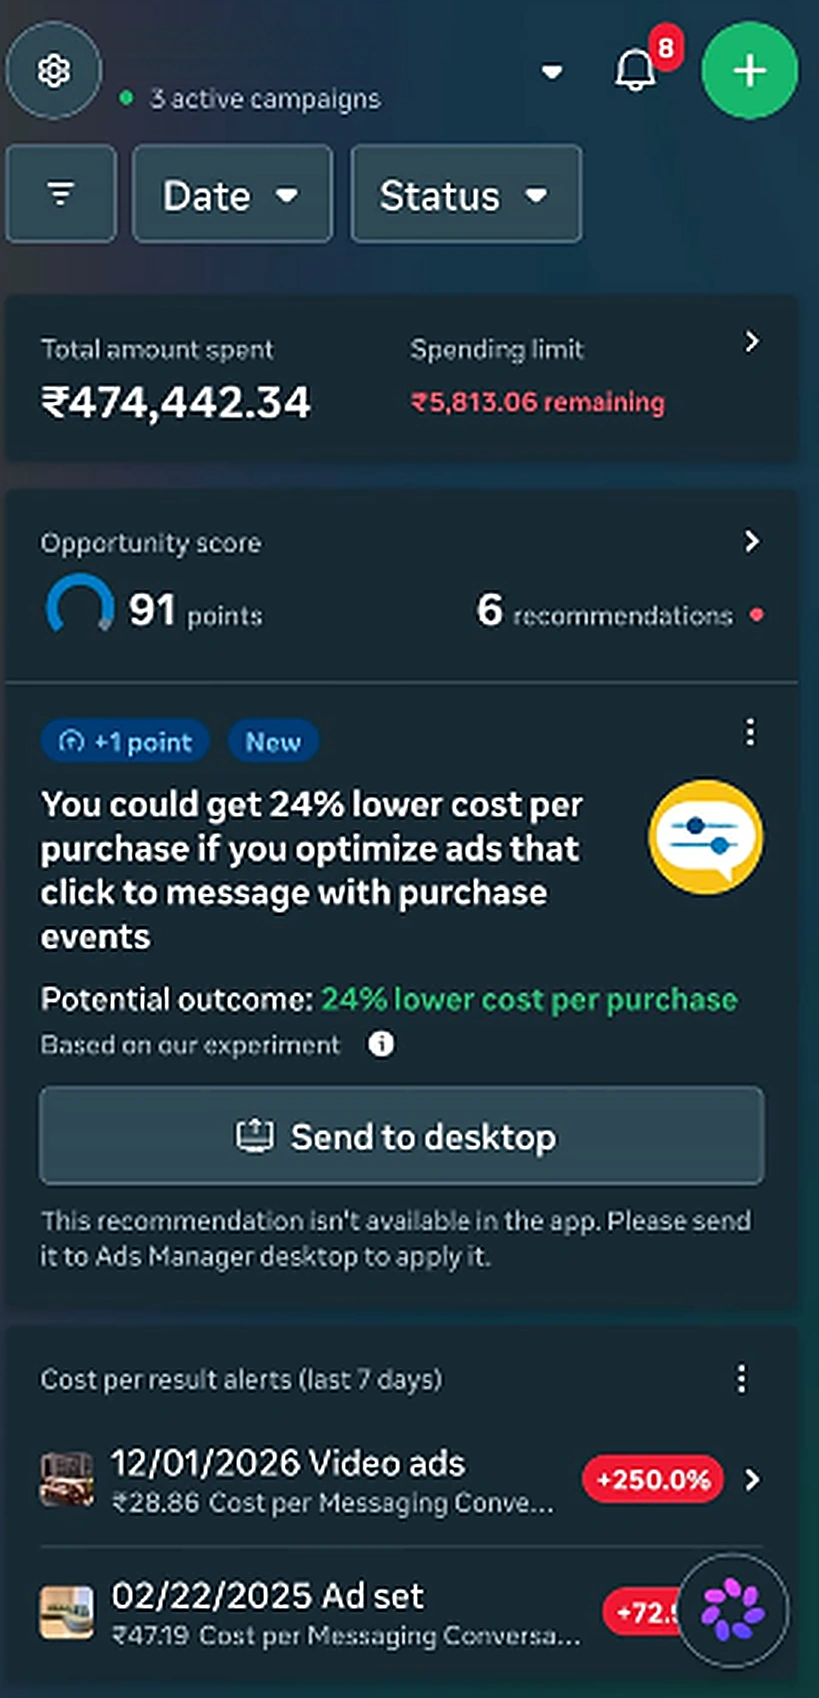 8
3 active campaigns
Date
Status
Total amount spent
Spending limit
₹474,442.34
₹5,813.06 remaining
Opportunity score
91 points
6 recommendations
+1 point
New
You could get 24% lower cost per
purchase if you optimize ads that
click to message with purchase
events
Potential outcome: 24% lower cost per purchase
Based on our experiment
Send to desktop
This recommendation isn't available in the app. Please send
it to Ads Manager desktop to apply it.
Cost per result alerts (last 7 days)
12/01/2026 Video ads
+250.0%
₹28.86 Cost per Messaging Conve...
02/22/2025 Ad set
+72.
₹47.19 Cost per Messaging Conversa...